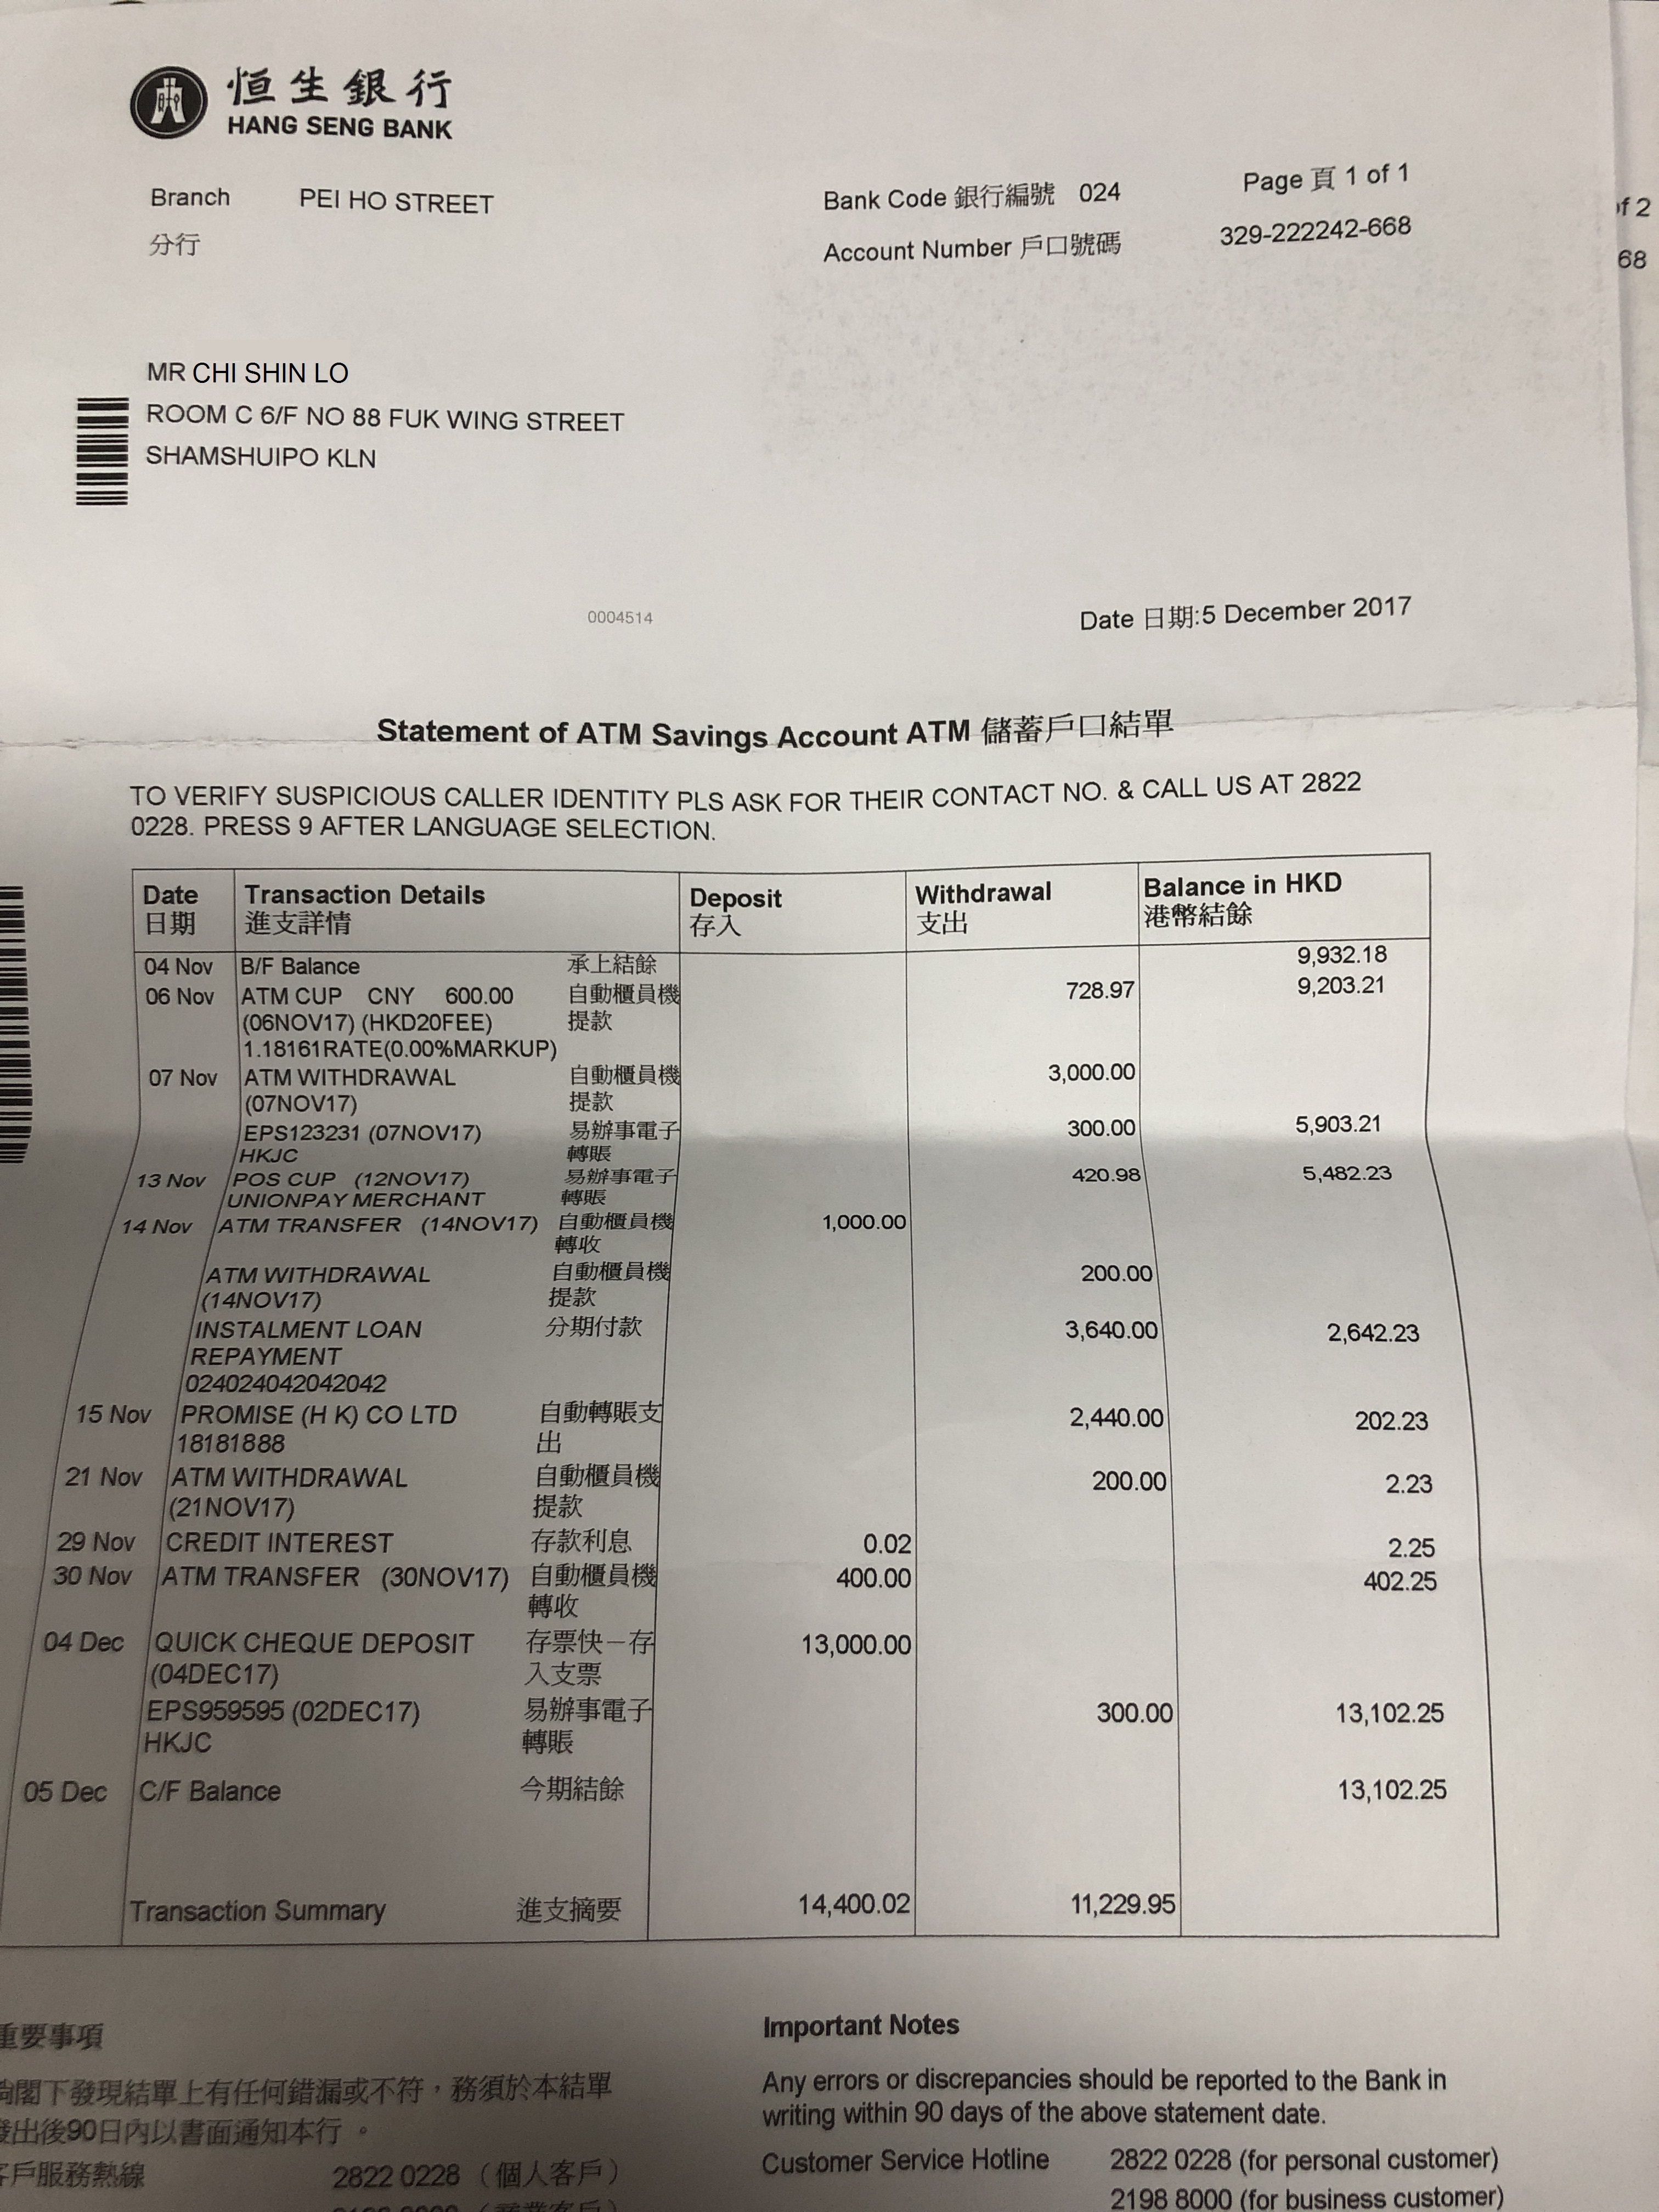 恒生銀行
HANG SENG BANK
Branch PEI HO STREET
分行
Bank Code 銀行編號 024 Page 頁 1 of 1
Account Number 戶口號碼 329-222242-668
of 2
68
MR CHI SHIN LO
ROOM C 6/F NO 88 FUK WING STREET
SHAMSHUIPO KLN
0004514
Date 日期:5 December 2017
Statement of ATM Savings Account ATM 儲蓄戶口結單
TO VERIFY SUSPICIOUS CALLER IDENTITY PLS ASK FOR THEIR CONTACT NO. & CALL US AT 2822
0228. PRESS 9 AFTER LANGUAGE SELECTION.
Date Transaction Details Deposit Withdrawal Balance in HKD
日期 進支詳情 存入 支出 港幣結餘
04 Nov B/F Balance 承上結餘 9,932.18
06 Nov ATM CUP CNY 600.00 自動櫃員機 728.97 9,203.21
(06NOV17) (HKD20FEE) 提款
1.18161RATE(0.00%MARKUP)
07 Nov ATM WITHDRAWAL 自動櫃員機 3,000.00
(07NOV17) 提款
EPS123231 (07NOV17) 易辦事電子 300.00 5,903.21
HKJC 轉賬
13 Nov POS CUP (12NOV17) 易辦事電子 420.98 5,482.23
UNIONPAY MERCHANT 轉賬
14 Nov ATM TRANSFER (14NOV17) 自動櫃員機 1,000.00
轉收
ATM WITHDRAWAL 自動櫃員機 200.00
(14NOV17) 提款
INSTALMENT LOAN 分期付款 3,640.00 2,642.23
REPAYMENT
024024042042042
15 Nov PROMISE (H K) CO LTD 自動轉賬支 2,440.00 202.23
18181888 出
21 Nov ATM WITHDRAWAL 自動櫃員機 200.00 2.23
(21NOV17) 提款
29 Nov CREDIT INTEREST 存款利息 0.02 2.25
30 Nov ATM TRANSFER (30NOV17) 自動櫃員機 400.00 402.25
轉收
04 Dec QUICK CHEQUE DEPOSIT 存票快－存 13,000.00
(04DEC17) 入支票
EPS959595 (02DEC17) 易辦事電子 300.00 13,102.25
HKJC 轉賬
05 Dec C/F Balance 今期結餘 13,102.25
Transaction Summary 進支摘要 14,400.02 11,229.95
重要事項
閣下發現結單上有任何錯漏或不符，務須於本結單
發出後90日內以書面通知本行。
客戶服務熱線 2822 0228（個人客戶）
Important Notes
Any errors or discrepancies should be reported to the Bank in
writing within 90 days of the above statement date.
Customer Service Hotline 2822 0228 (for personal customer)
2198 8000 (for business customer)